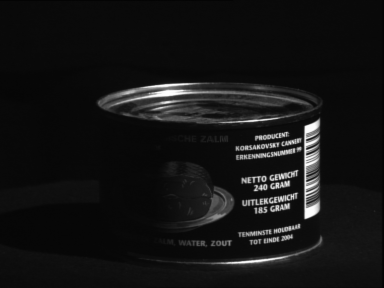 ZALM
PRODUCENT:
KORSAKOVSKY CANNERY
ERKENNINGSNUMMER
NETTO GEWICHT
240 GRAM
UITLEKGEWICHT
185 GRAM
WATER, ZOUT
TENMINSTE HOUDBAAR
TOT EINDE 2004